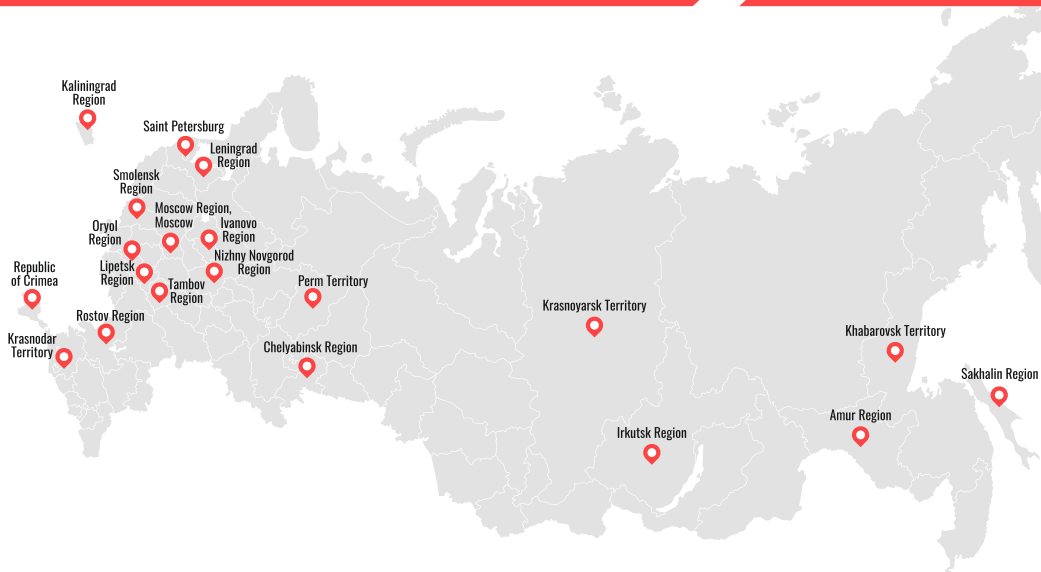 Kaliningrad
Region
Saint Petersburg
Leningrad
Region
Smolensk
Region
Moscow Region,
Moscow
Ivanovo
Region
Oryol
Region
Nizhny Novgorod
Region
Lipetsk
Region
Tambov
Region
Republic
of Crimea
Perm Territory
Rostov Region
Krasnodar
Territory
Chelyabinsk Region
Krasnoyarsk Territory
Khabarovsk Territory
Sakhalin Region
Amur Region
Irkutsk Region